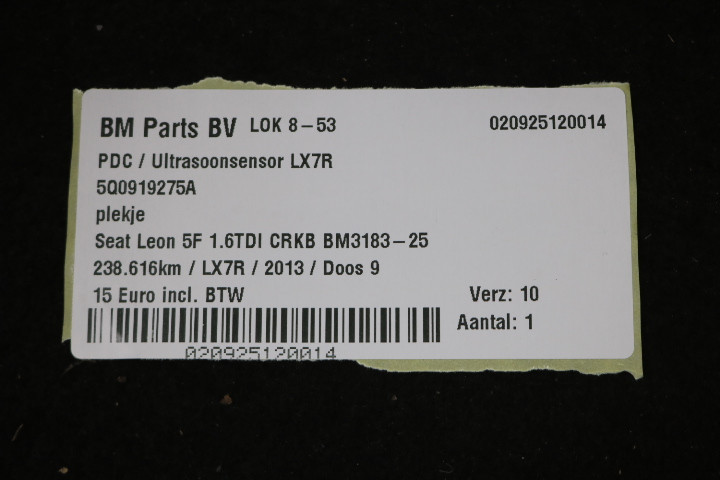 BM Parts BV LOK 8-53 020925120014
PDC / Ultrasoonsensor LX7R
5Q0919275A
plekje
Seat Leon 5F 1.6TDI CRKB BM3183-25
238.616km / LX7R / 2013 / Doos 9
15 Euro incl. BTW Verz: 10
Aantal: 1
020925120014